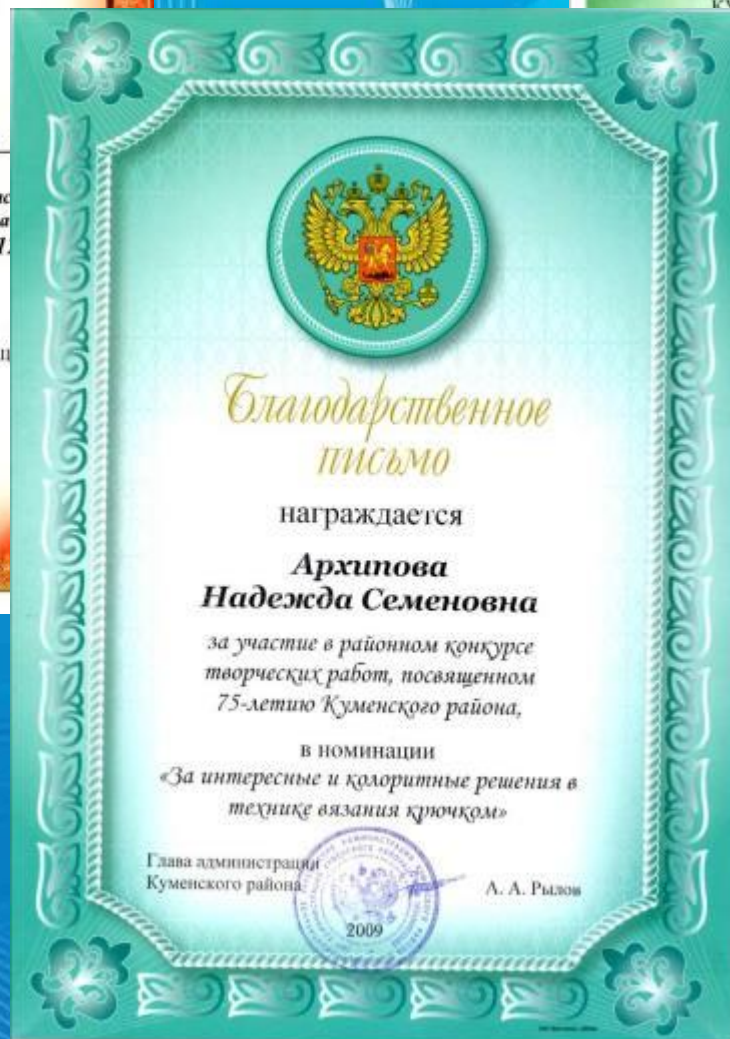 Благодарственное
письмо
награждается
Архипова
Надежда Семеновна
за участие в районном конкурсе
творческих работ, посвященном
75-летию Куменского района,
в номинации
«За интересные и колоритные решения в
технике вязания крючком»
Глава администрации
Куменского района
А. А. Рылов
2009